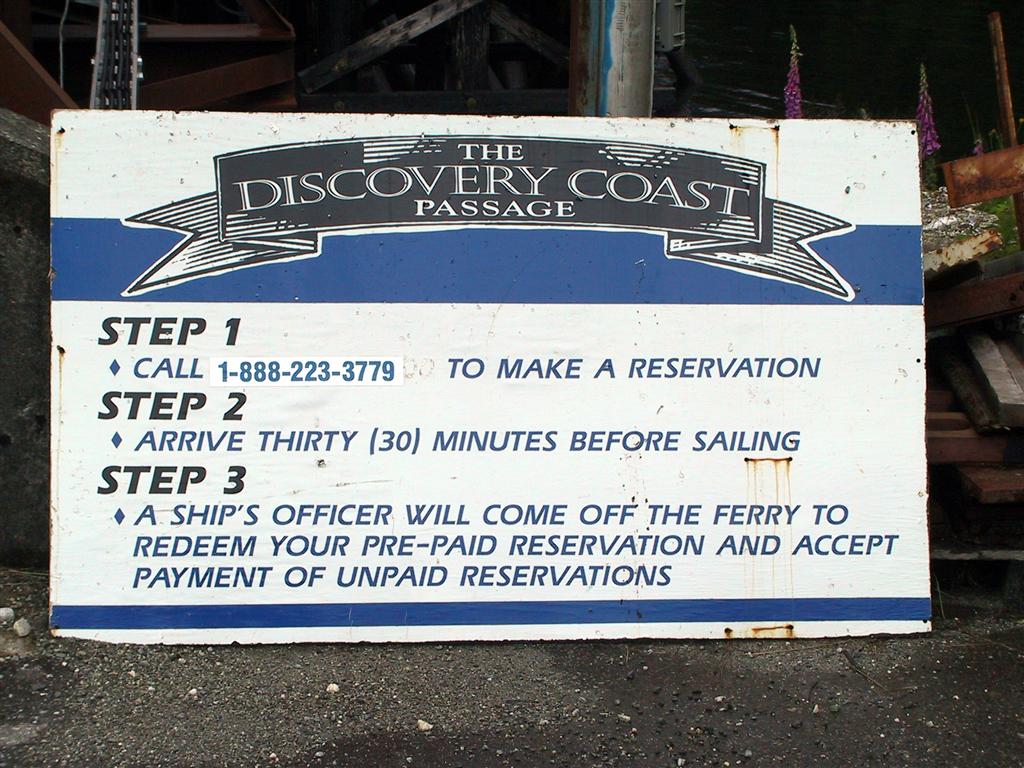 THE
DISCOVERY COAST
PASSAGE
STEP 1
♦ CALL 1-888-223-3779 TO MAKE A RESERVATION
STEP 2
♦ ARRIVE THIRTY (30) MINUTES BEFORE SAILING
STEP 3
♦ A SHIP'S OFFICER WILL COME OFF THE FERRY TO
REDEEM YOUR PRE-PAID RESERVATION AND ACCEPT
PAYMENT OF UNPAID RESERVATIONS